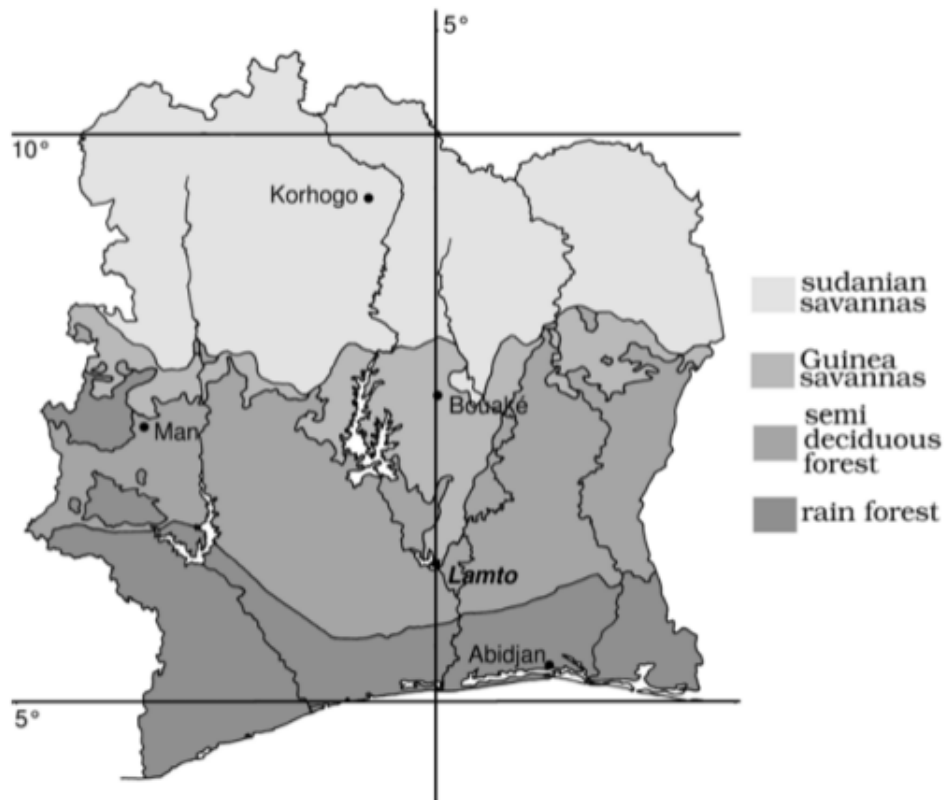 5°
10°
Korhogo
sudanian
savannas
Guinea
savannas
Bouaké
semi
deciduous
forest
Man
rain forest
Lamto
Abidjan
5°